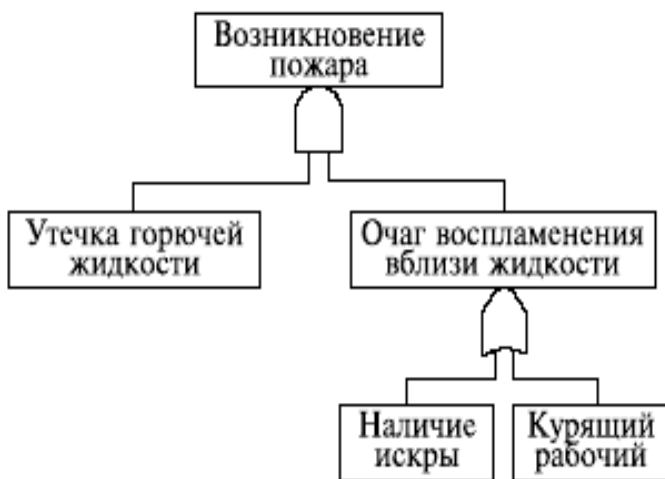 Возникновение
пожара
Утечка горючей
жидкости
Очаг воспламенения
вблизи жидкости
Наличие
искры
Курящий
рабочий